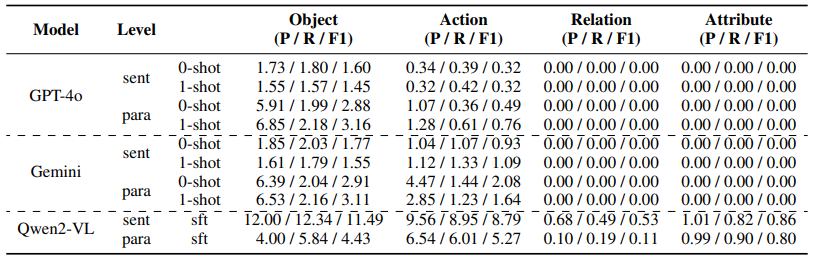 Model Level Object Action Relation Attribute
(P / R / F1) (P / R / F1) (P / R / F1) (P / R / F1)
GPT-4o sent 0-shot 1.73 / 1.80 / 1.60 0.34 / 0.39 / 0.32 0.00 / 0.00 / 0.00 0.00 / 0.00 / 0.00
1-shot 1.55 / 1.57 / 1.45 0.32 / 0.42 / 0.32 0.00 / 0.00 / 0.00 0.00 / 0.00 / 0.00
para 0-shot 5.91 / 1.99 / 2.88 1.07 / 0.36 / 0.49 0.00 / 0.00 / 0.00 0.00 / 0.00 / 0.00
1-shot 6.85 / 2.18 / 3.16 1.28 / 0.61 / 0.76 0.00 / 0.00 / 0.00 0.00 / 0.00 / 0.00
Gemini sent 0-shot 1.85 / 2.03 / 1.77 1.04 / 1.07 / 0.93 0.00 / 0.00 / 0.00 0.00 / 0.00 / 0.00
1-shot 1.61 / 1.79 / 1.55 1.12 / 1.33 / 1.09 0.00 / 0.00 / 0.00 0.00 / 0.00 / 0.00
para 0-shot 6.39 / 2.04 / 2.91 4.47 / 1.44 / 2.08 0.00 / 0.00 / 0.00 0.00 / 0.00 / 0.00
1-shot 6.53 / 2.16 / 3.11 2.85 / 1.23 / 1.64 0.00 / 0.00 / 0.00 0.00 / 0.00 / 0.00
Qwen2-VL sent sft 12.00 / 12.34 / 11.49 9.56 / 8.95 / 8.79 0.68 / 0.49 / 0.53 1.01 / 0.82 / 0.86
para sft 4.00 / 5.84 / 4.43 6.54 / 6.01 / 5.27 0.10 / 0.19 / 0.11 0.99 / 0.90 / 0.80